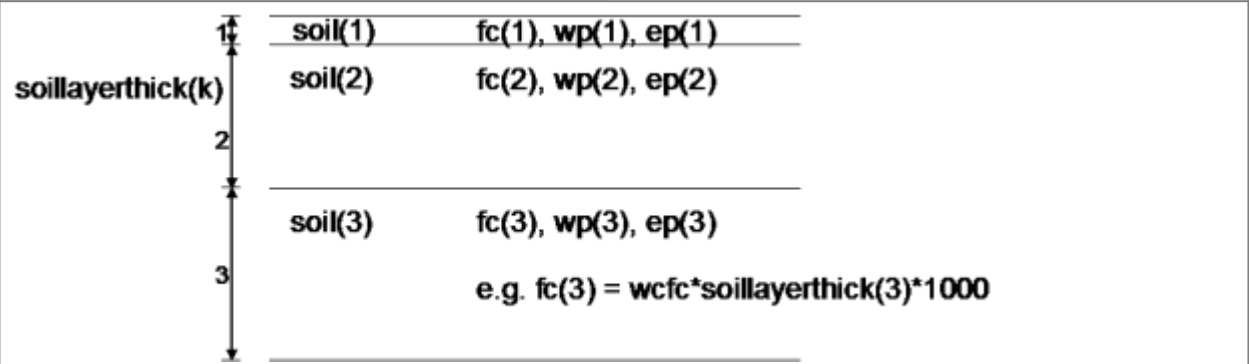 1 soil(1) fc(1), wp(1), ep(1)
soillayerthick(k) soil(2) fc(2), wp(2), ep(2)
2
soil(3) fc(3), wp(3), ep(3)
3 e.g. fc(3) = wcfc*soillayerthick(3)*1000